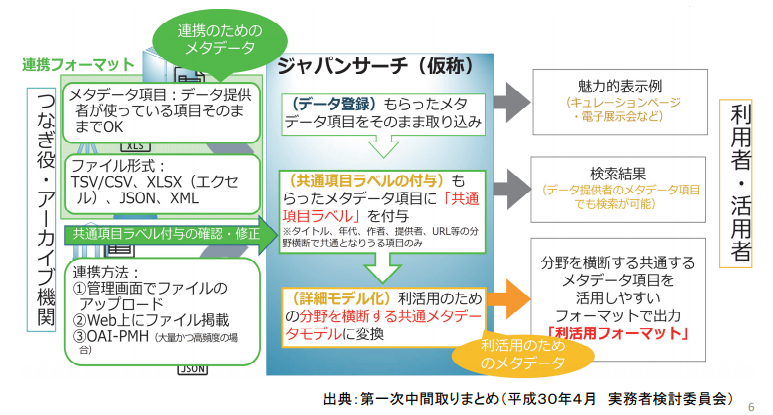 連携のための
メタデータ
連携フォーマット
つなぎ役・アーカイブ機関
メタデータ項目：データ提供
者が使っている項目そのま
までOK
XLS
ファイル形式：
TSV/CSV、XLSX（エクセ
ル）、JSON、XML
共通項目ラベル付与の確認・修正
連携方法：
①管理画面でファイルの
アップロード
②Web上にファイル掲載
③OAI-PMH（大量かつ高頻度の場
合）
JSON
ジャパンサーチ（仮称）
（データ登録）もらったメタ
データ項目をそのまま取り込み
（共通項目ラベルの付与）も
らったメタデータ項目に「共通
項目ラベル」を付与
※タイトル、年代、作者、提供者、URL等の分
野横断で共通となりうる項目のみ
（詳細モデル化）利活用のため
の分野を横断する共通メタデー
タモデルに変換
利活用のため
のメタデータ
魅力的表示例
（キュレーションページ
・電子展示会など）
検索結果
（データ提供者のメタデータ項目
でも検索が可能）
分野を横断する共通する
メタデータ項目を
活用しやすい
フォーマットで出力
「利活用フォーマット」
利用者・活用者
出典：第一次中間取りまとめ（平成30年4月　実務者検討委員会）
6